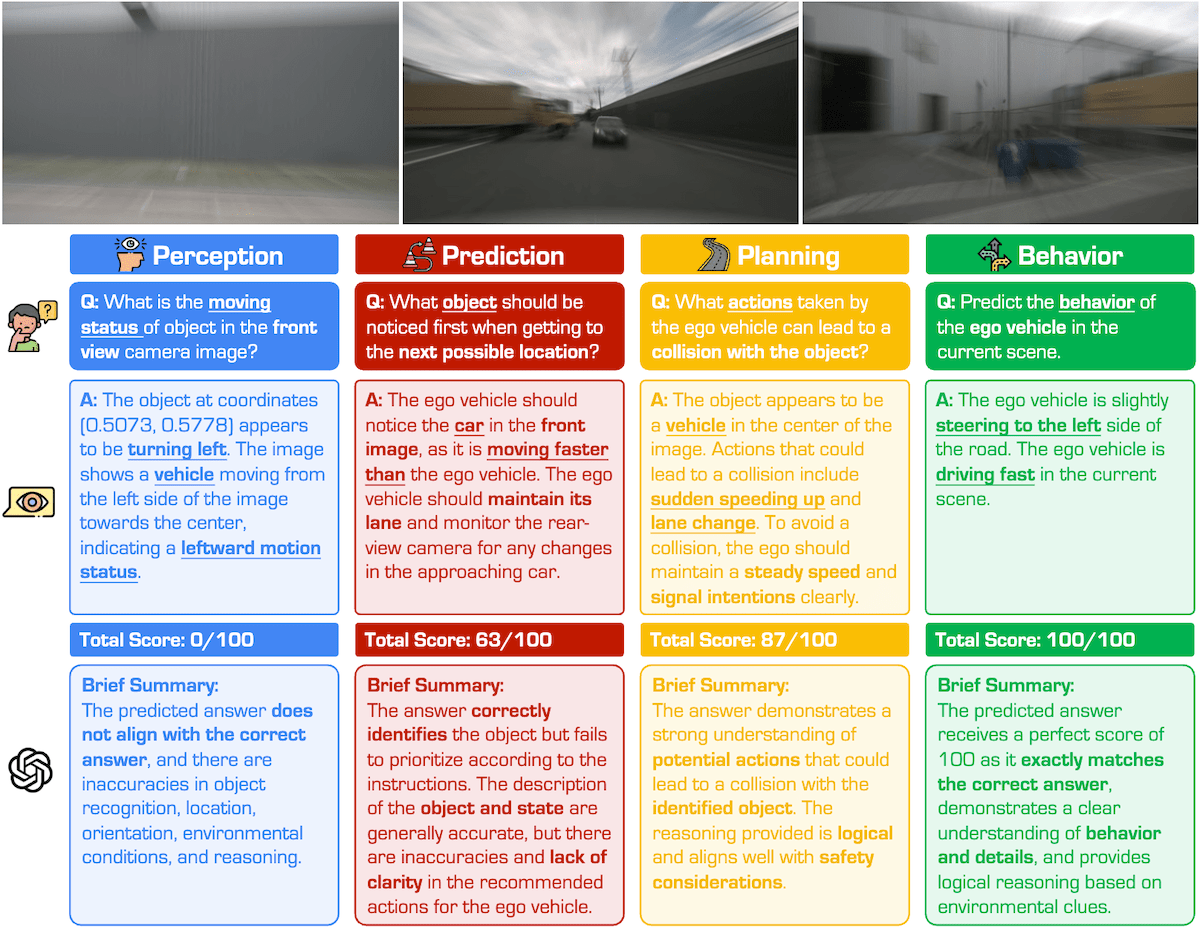 Perception
Q: What is the moving
status of object in the front
view camera image?
A: The object at coordinates
(0.5073, 0.5778) appears
to be turning left. The image
shows a vehicle moving from
the left side of the image
towards the center,
indicating a leftward motion
status.
Total Score: 0/100
Brief Summary:
The predicted answer does
not align with the correct
answer, and there are
inaccuracies in object
recognition, location,
orientation, environmental
conditions, and reasoning.
Prediction
Q: What object should be
noticed first when getting to
the next possible location?
A: The ego vehicle should
notice the car in the front
image, as it is moving faster
than the ego vehicle. The ego
vehicle should maintain its
lane and monitor the rear-
view camera for any changes
in the approaching car.
Total Score: 63/100
Brief Summary:
The answer correctly
identifies the object but fails
to prioritize according to the
instructions. The description
of the object and state are
generally accurate, but there
are inaccuracies and lack of
clarity in the recommended
actions for the ego vehicle.
Planning
Q: What actions taken by
the ego vehicle can lead to a
collision with the object?
A: The object appears to be
a vehicle in the center of the
image. Actions that could
lead to a collision include
sudden speeding up and
lane change. To avoid a
collision, the ego should
maintain a steady speed and
signal intentions clearly.
Total Score: 87/100
Brief Summary:
The answer demonstrates a
strong understanding of
potential actions that could
lead to a collision with the
identified object. The
reasoning provided is logical
and aligns well with safety
considerations.
Behavior
Q: Predict the behavior of
the ego vehicle in the
current scene.
A: The ego vehicle is slightly
steering to the left side of
the road. The ego vehicle is
driving fast in the current
scene.
Total Score: 100/100
Brief Summary:
The predicted answer
receives a perfect score of
100 as it exactly matches
the correct answer,
demonstrates a clear
understanding of behavior
and details, and provides
logical reasoning based on
environmental clues.